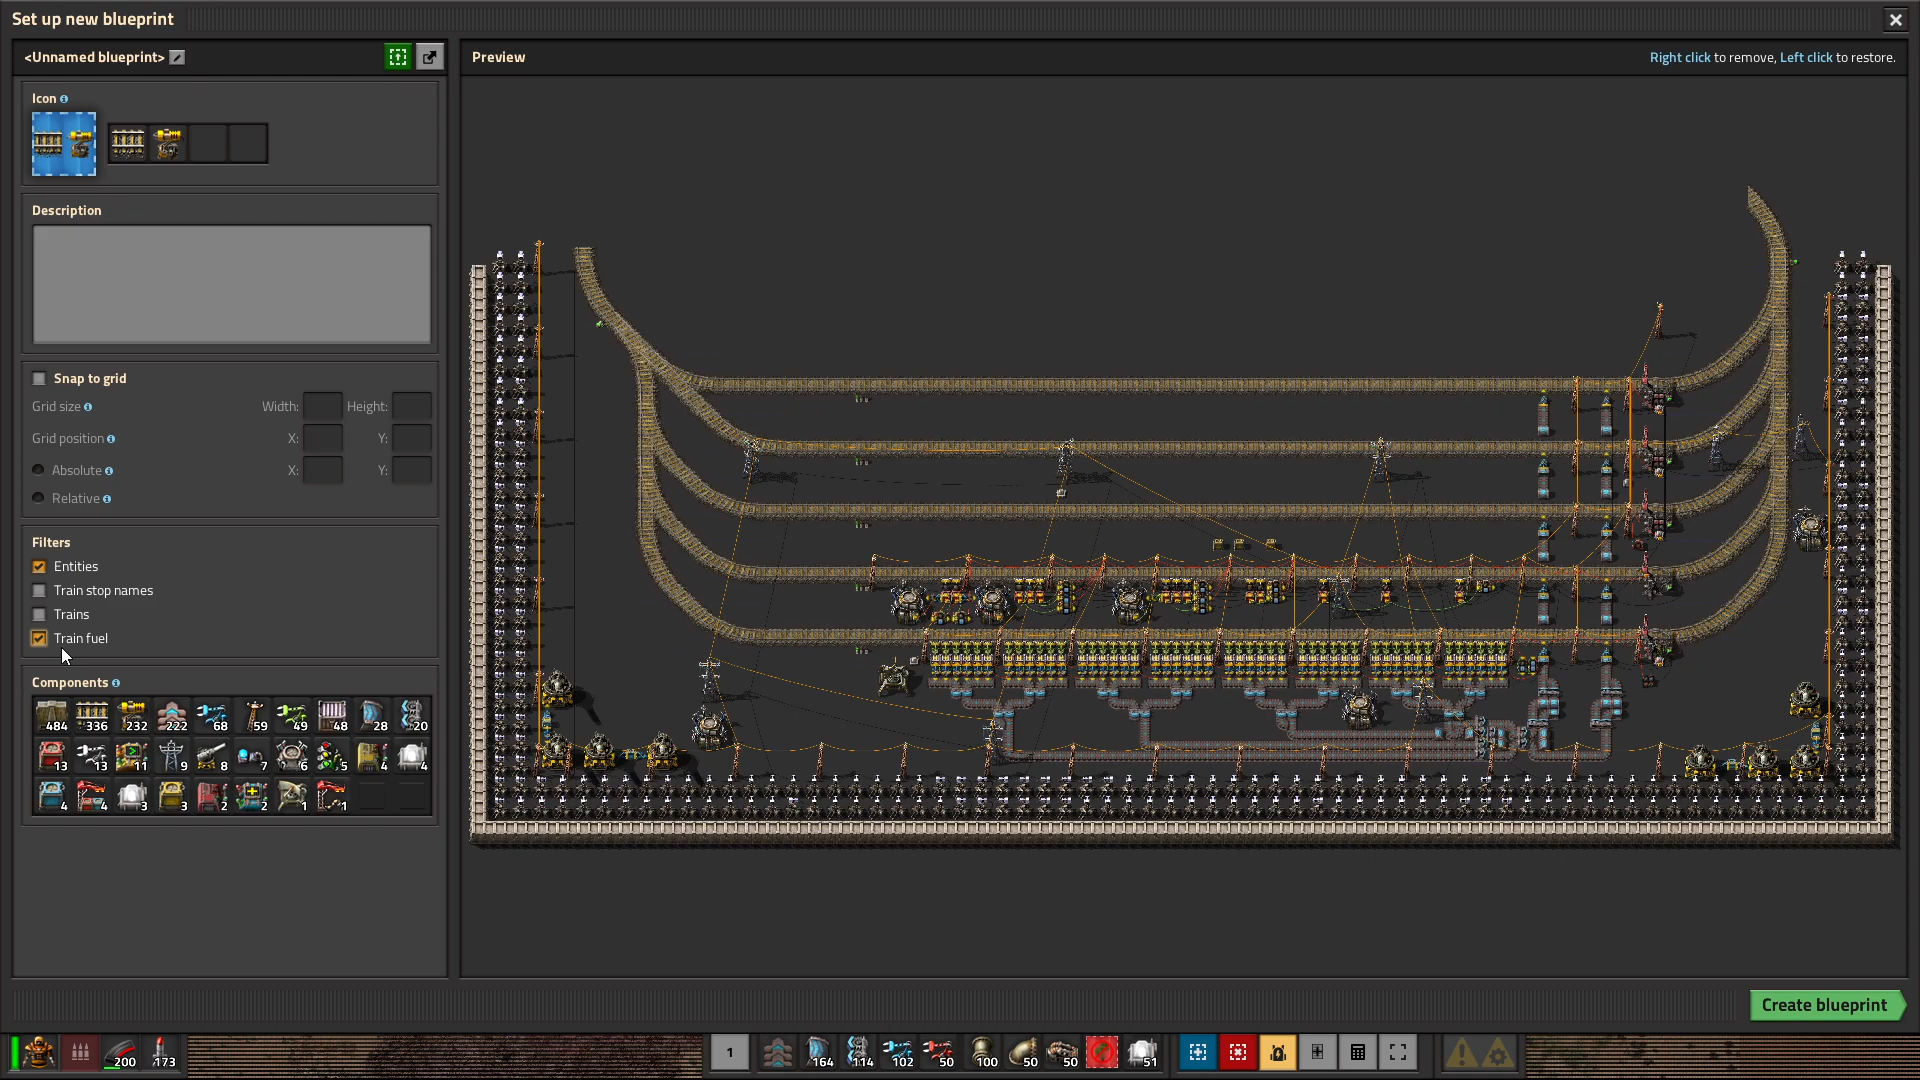 Set up new blueprint
<Unnamed blueprint>
Preview
Right click to remove, Left click to restore.
Icon
Description
Snap to grid
Grid size Width: Height:
Grid position X: Y:
Absolute X: Y:
Relative
Filters
Entities
Train stop names
Trains
Train fuel
Components
484 336 232 222 68 59 49 48 28 20
13 13 11 9 8 7 6 5 4 4
4 4 3 3 2 2 1 1
Create blueprint
200 173 1 164 114 102 50 100 50 50 51